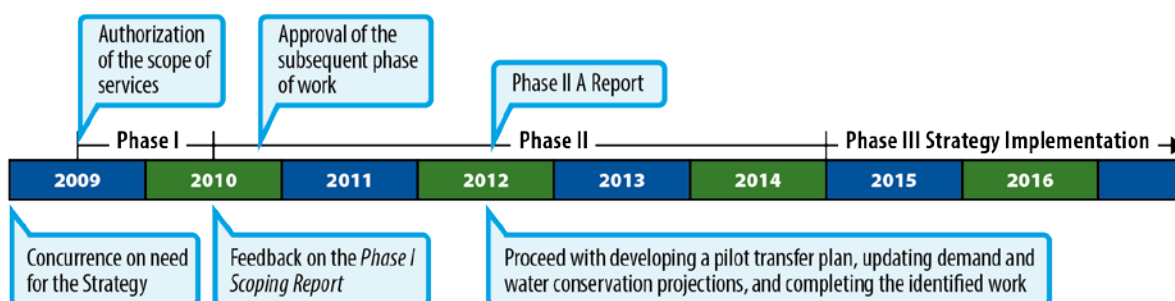 Authorization
of the scope of
services
Approval of the
subsequent phase
of work
Phase II A Report
Phase I
Phase II
Phase III Strategy Implementation
2009
2010
2011
2012
2013
2014
2015
2016
Concurrence on need
for the Strategy
Feedback on the Phase I
Scoping Report
Proceed with developing a pilot transfer plan, updating demand and
water conservation projections, and completing the identified work